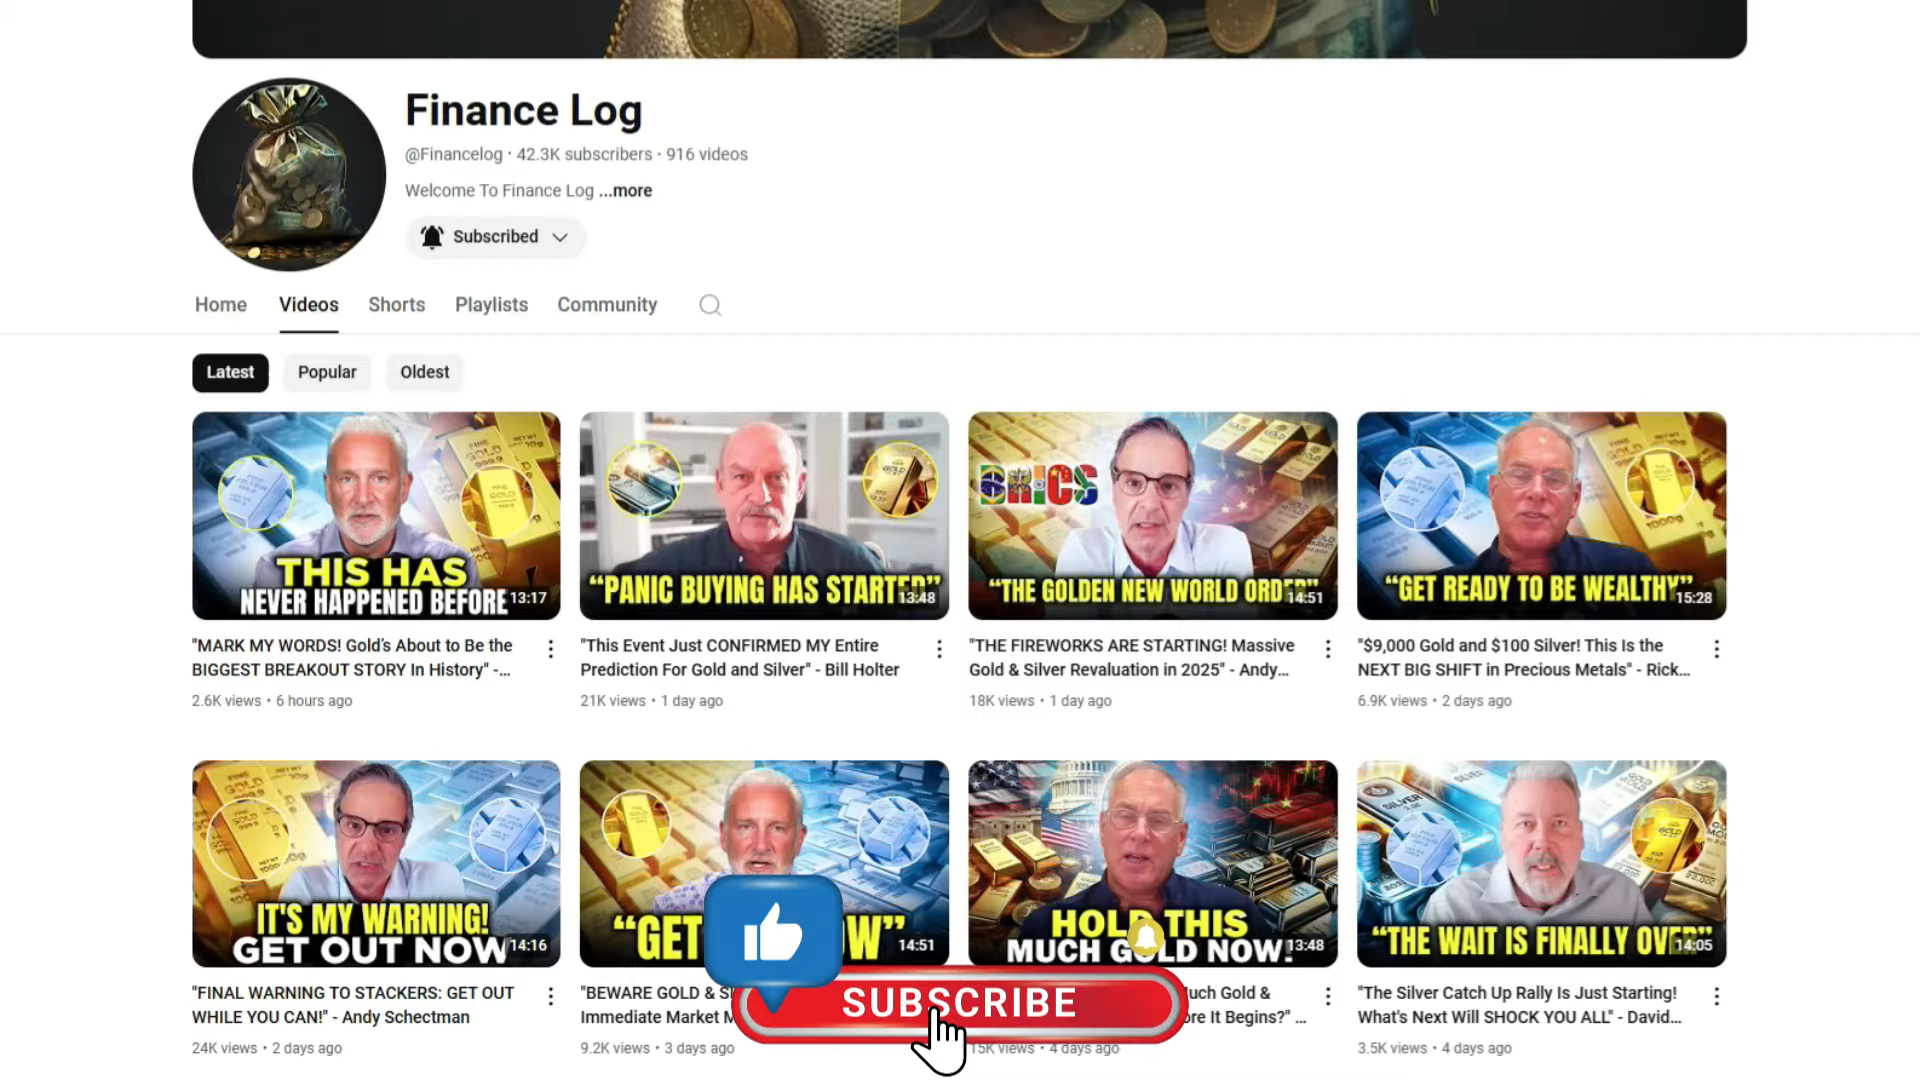 Finance Log
@Financelog · 42.3K subscribers · 916 videos
Welcome To Finance Log ...more
Subscribed
Home Videos Shorts Playlists Community
Latest Popular Oldest
THIS HAS
NEVER HAPPENED BEFORE
13:17
"PANIC BUYING HAS STARTED"
13:48
BRICS
"THE GOLDEN NEW WORLD ORDER"
14:51
"GET READY TO BE WEALTHY"
15:28
"MARK MY WORDS! Gold's About to Be the
BIGGEST BREAKOUT STORY In History" -...
2.6K views · 6 hours ago
"This Event Just CONFIRMED MY Entire
Prediction For Gold and Silver" - Bill Holter
21K views · 1 day ago
"THE FIREWORKS ARE STARTING! Massive
Gold & Silver Revaluation in 2025" - Andy...
18K views · 1 day ago
"$9,000 Gold and $100 Silver! This Is the
NEXT BIG SHIFT in Precious Metals" - Rick...
6.9K views · 2 days ago
IT'S MY WARNING!
GET OUT NOW
14:16
"GET
14:51
HOLD THIS
MUCH GOLD NOW!
13:48
"THE WAIT IS FINALLY OVER"
14:05
"FINAL WARNING TO STACKERS: GET OUT
WHILE YOU CAN!" - Andy Schectman
24K views · 2 days ago
"BEWARE GOLD &
Immediate Market
9.2K views · 3 days ago
Gold &
It Begins?" ...
15K views · 4 days ago
"The Silver Catch Up Rally Is Just Starting!
What's Next Will SHOCK YOU ALL" - David...
3.5K views · 4 days ago
SUBSCRIBE